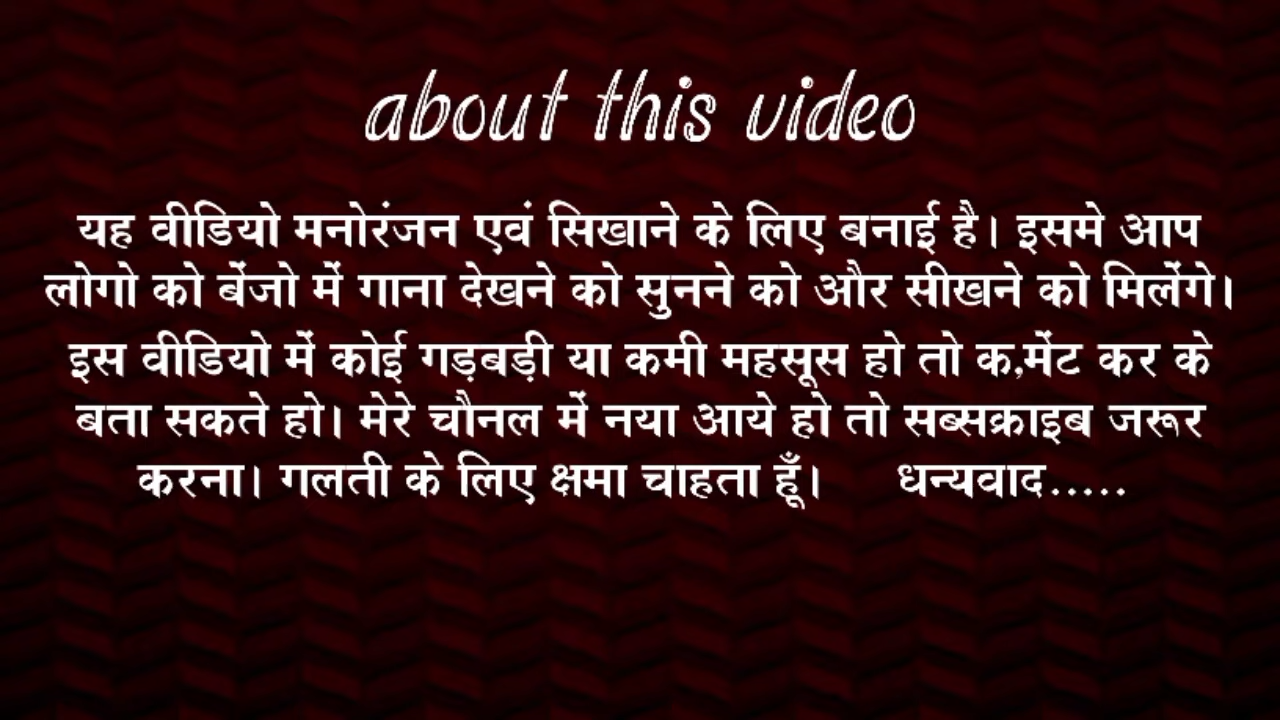 about this video
यह वीडियो मनोरंजन एवं सिखाने के लिए बनाई है। इसमे आप
लोगो को बेंजो में गाना देखने को सुनने को और सीखने को मिलेंगे।
इस वीडियो में कोई गड़बड़ी या कमी महसूस हो तो क,मेंट कर के
बता सकते हो। मेरे चौनल में नया आये हो तो सब्सक्राइब जरूर
करना। गलती के लिए क्षमा चाहता हूँ। धन्यवाद.....